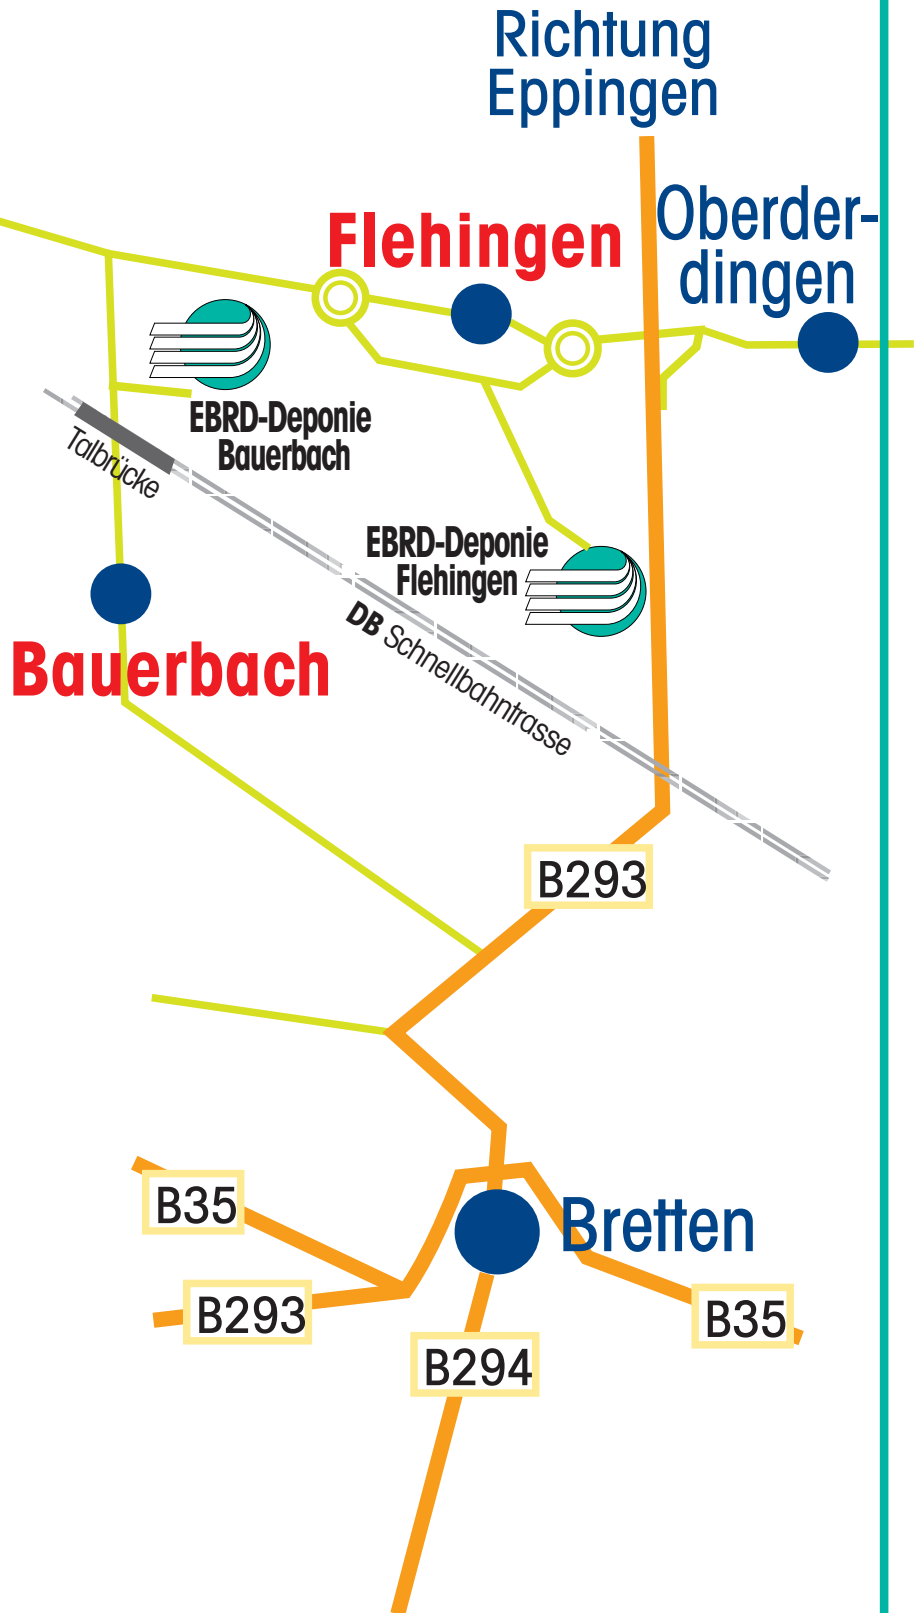 Richtung
Eppingen
Oberder-
dingen
Flehingen
EBRD-Deponie
Bauerbach
Talbrücke
EBRD-Deponie
Flehingen
DB Schnellbahntrasse
Bauerbach
B293
B35
Bretten
B293
B35
B294